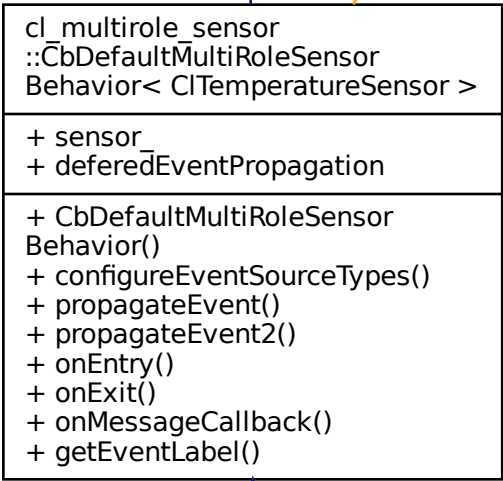 cl_multirole_sensor
::CbDefaultMultiRoleSensor
Behavior< ClTemperatureSensor >
+ sensor_
+ deferedEventPropagation
+ CbDefaultMultiRoleSensor
Behavior()
+ configureEventSourceTypes()
+ propagateEvent()
+ propagateEvent2()
+ onEntry()
+ onExit()
+ onMessageCallback()
+ getEventLabel()